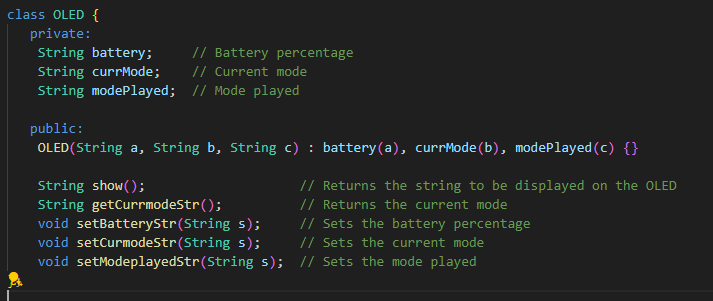 class OLED {
private:
String battery;     // Battery percentage
String currMode;    // Current mode
String modePlayed;  // Mode played
public:
OLED(String a, String b, String c) : battery(a), currMode(b), modePlayed(c) {}
String show();                    // Returns the string to be displayed on the OLED
String getCurrmodeStr();          // Returns the current mode
void setBatteryStr(String s);     // Sets the battery percentage
void setCurmodeStr(String s);     // Sets the current mode
void setModeplayedStr(String s);  // Sets the mode played